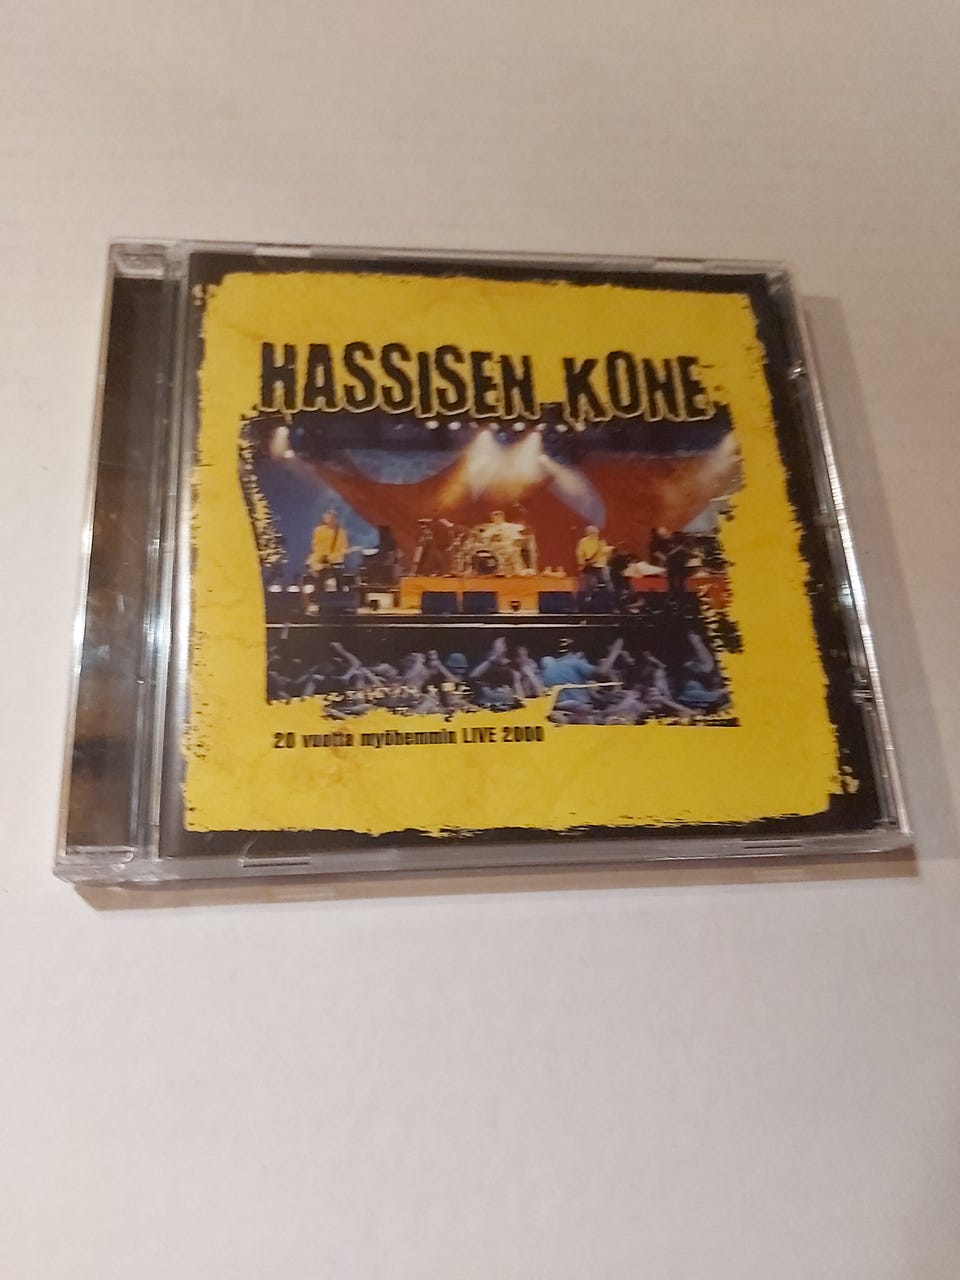 HASSISEN KONE
20 vuotta myöhemmin LIVE 2000